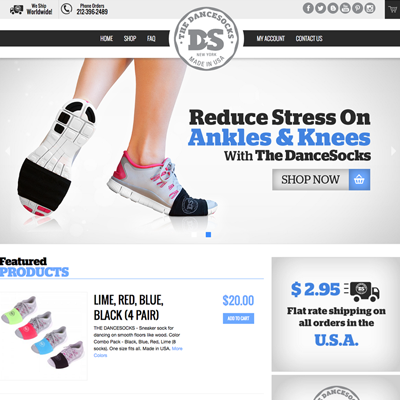 We Ship
Worldwide!
Phone Orders
212-396-2489
HOME
SHOP
FAQ
THE DANCESOCKS
DS
NEW YORK
MADE IN USA
MY ACCOUNT
CONTACT US
Reduce Stress On
Ankles & Knees
With The DanceSocks
SHOP NOW
Featured
PRODUCTS
LIME, RED, BLUE,
BLACK (4 PAIR)
$20.00
ADD TO CART
THE DANCESOCKS - Sneaker sock for
dancing on smooth floors like wood. Color
Combo Pack - Black, Blue, Red, Lime (8
socks). One size fits all. Made in USA. More
Colors
$ 2.95
DS
Flat rate shipping on
all orders in the
U.S.A.
THE DANCESOCKS